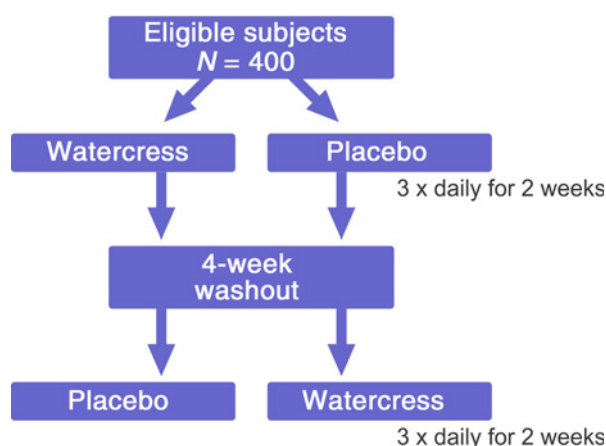 Eligible subjects
N = 400
Watercress
Placebo
3 x daily for 2 weeks
4-week
washout
Placebo
Watercress
3 x daily for 2 weeks